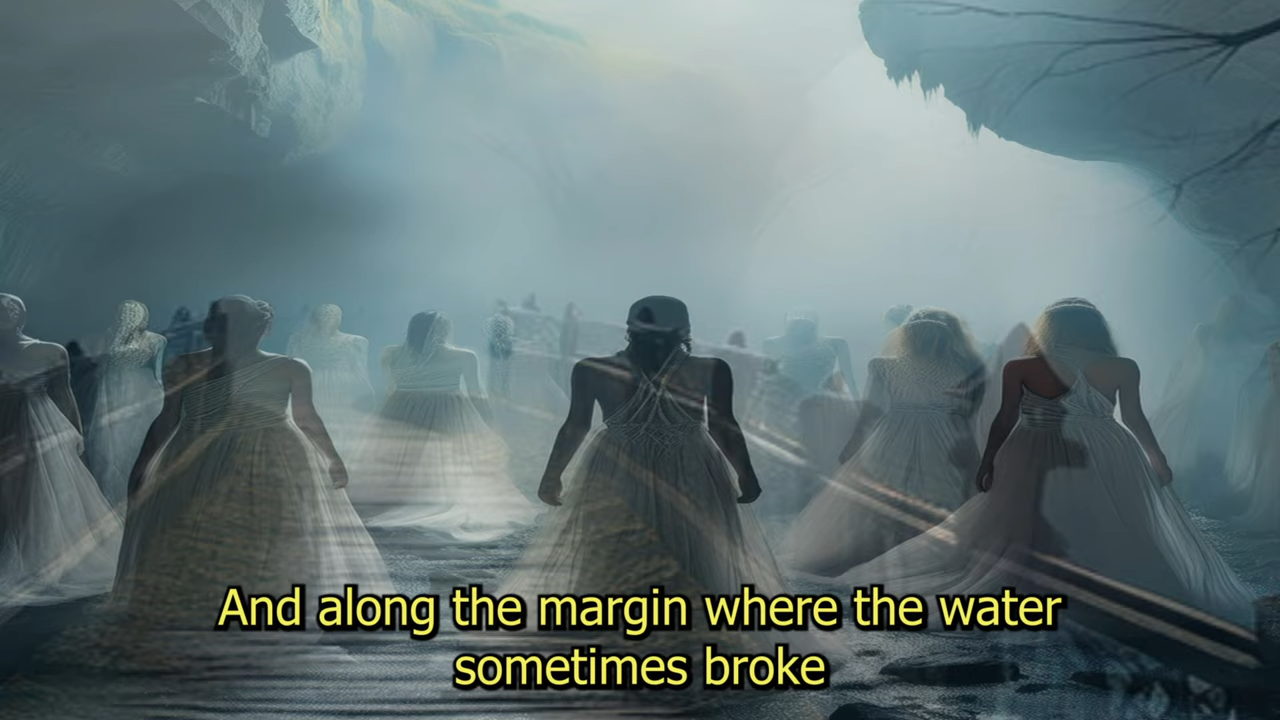 And along the margin where the water
sometimes broke